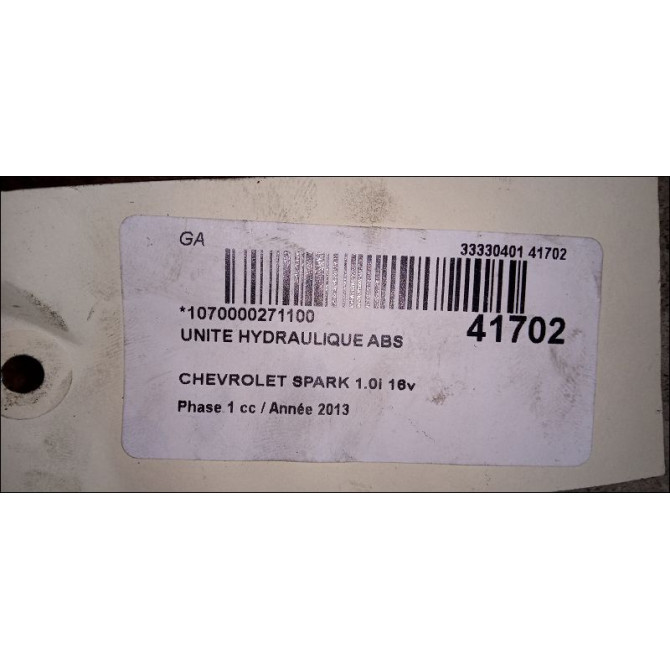 GA
33330401 41702
*1070000271100
41702
UNITE HYDRAULIQUE ABS
CHEVROLET SPARK 1.0i 16v
Phase 1 cc / Année 2013